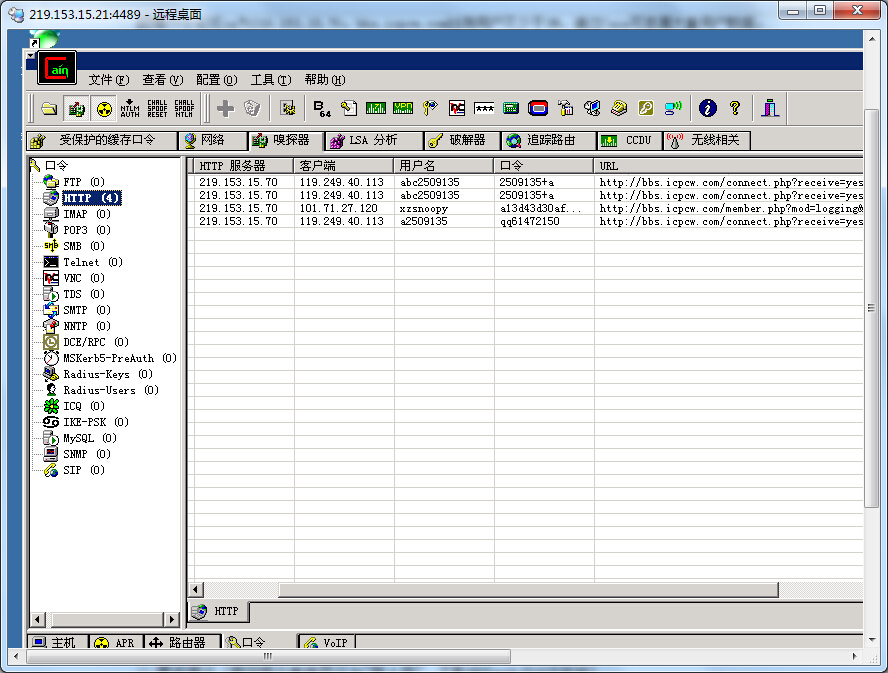 219.153.15.21:4489 - 远程桌面
Cain
文件(F) 查看(V) 配置(O) 工具(T) 帮助(H)
NTLM AUTH CHALL SPOOF RESET CHALL SPOOF NTLM B64
受保护的缓存口令 网络 嗅探器 LSA 分析 破解器 追踪路由 CCDU 无线相关
口令
FTP (0)
HTTP (4)
IMAP (0)
POP3 (0)
SMB (0)
Telnet (0)
VNC (0)
TDS (0)
SMTP (0)
NNTP (0)
DCE/RPC (0)
MSKerb5-PreAuth (0)
Radius-Keys (0)
Radius-Users (0)
ICQ (0)
IKE-PSK (0)
MySQL (0)
SNMP (0)
SIP (0)
HTTP 服务器 客户端 用户名 口令 URL
219.153.15.70 119.249.40.113 abc2509135 2509135+a http://bbs.icpcw.com/connect.php?receive=yes
219.153.15.70 119.249.40.113 abc2509135 2509135+a http://bbs.icpcw.com/connect.php?receive=yes
219.153.15.70 101.71.27.120 xzsnoopy a13d43d30af... http://bbs.icpcw.com/member.php?mod=logging&
219.153.15.70 119.249.40.113 a2509135 qq61472150 http://bbs.icpcw.com/connect.php?receive=yes
HTTP
主机 APR 路由器 口令 VoIP